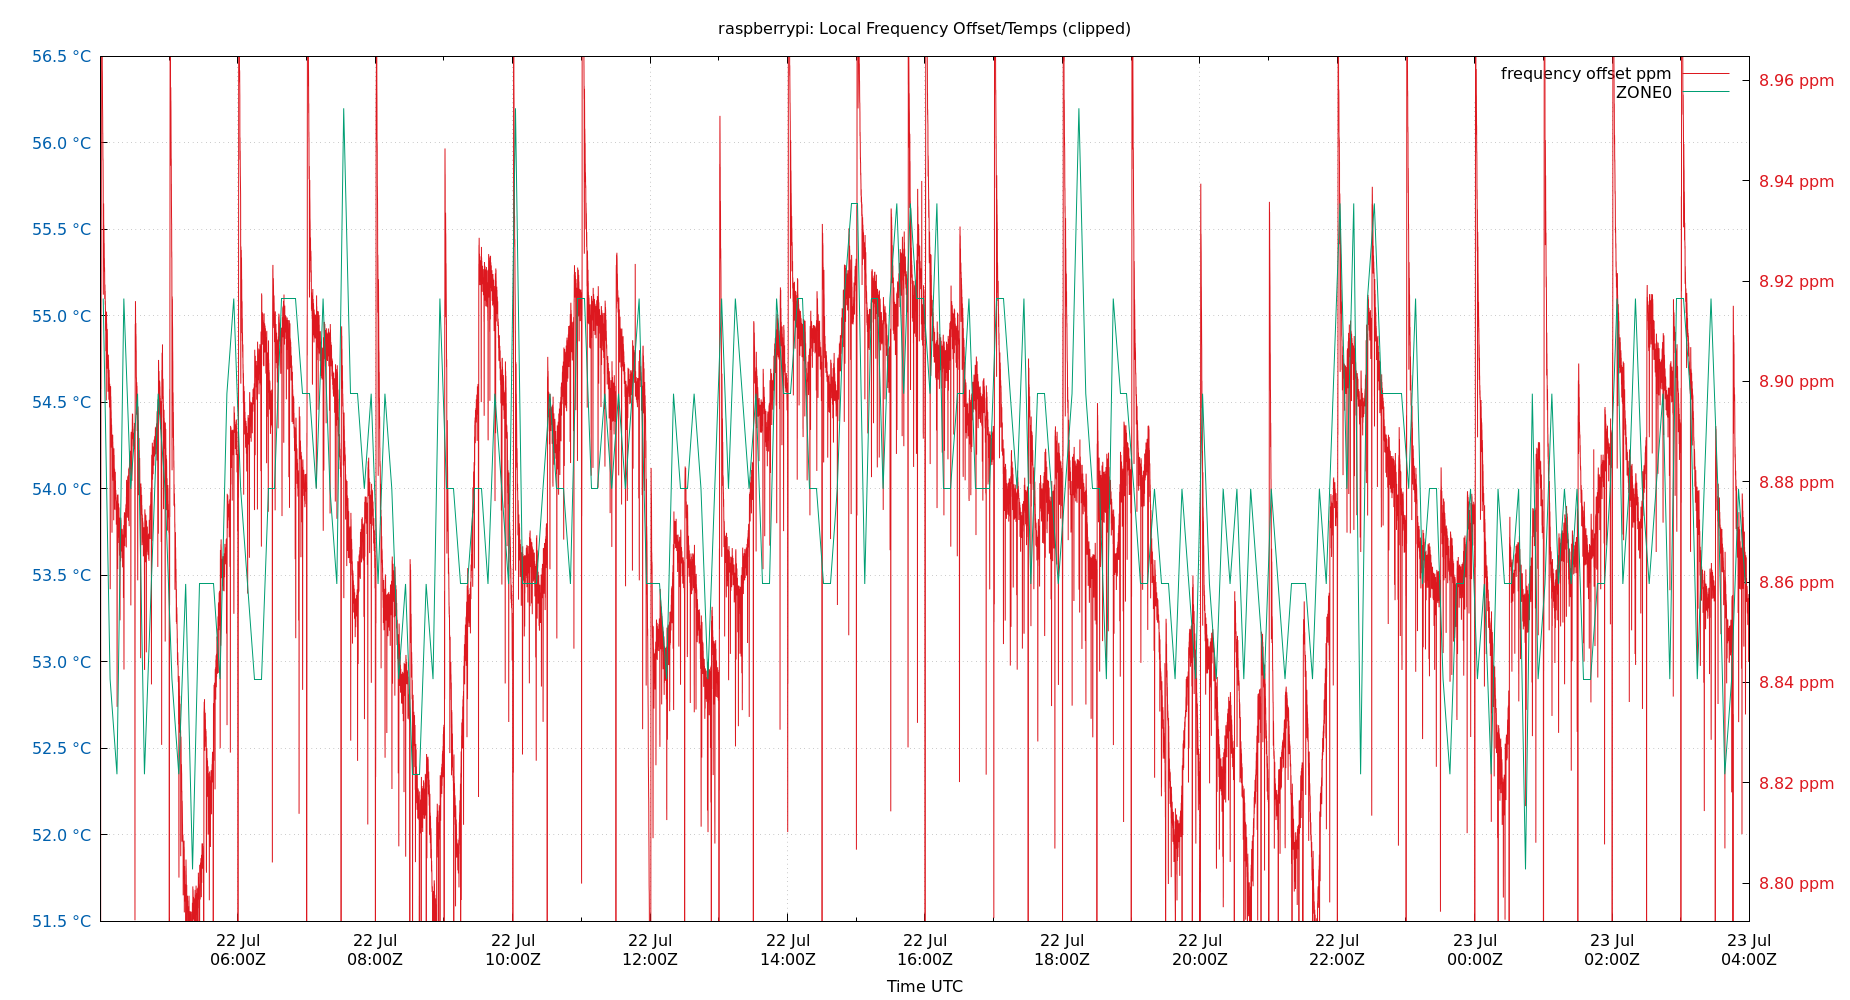 raspberrypi: Local Frequency Offset/Temps (clipped)
56.5 °C
56.0 °C
55.5 °C
55.0 °C
54.5 °C
54.0 °C
53.5 °C
53.0 °C
52.5 °C
52.0 °C
51.5 °C
frequency offset ppm
ZONE0
8.96 ppm
8.94 ppm
8.92 ppm
8.90 ppm
8.88 ppm
8.86 ppm
8.84 ppm
8.82 ppm
8.80 ppm
22 Jul 22 Jul 22 Jul 22 Jul 22 Jul 22 Jul 22 Jul 22 Jul 22 Jul 23 Jul 23 Jul 23 Jul
06:00Z 08:00Z 10:00Z 12:00Z 14:00Z 16:00Z 18:00Z 20:00Z 22:00Z 00:00Z 02:00Z 04:00Z
Time UTC